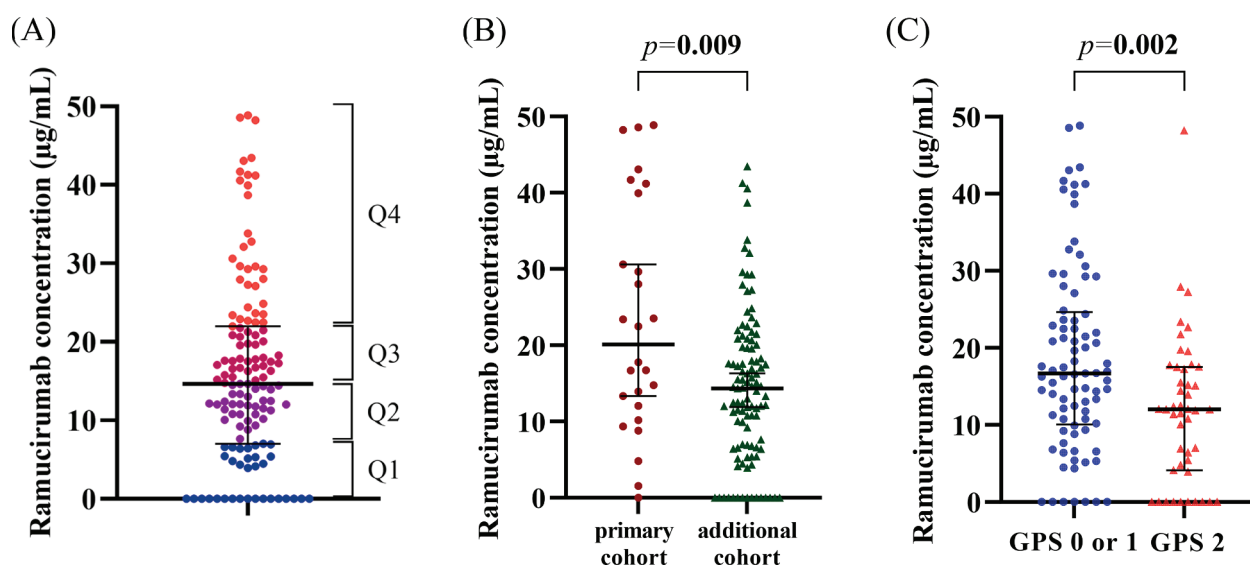 (A)
Ramucirumab concentration (μg/mL)
50
40
30
20
10
0
Q4
Q3
Q2
Q1
(B)
p=0.009
Ramucirumab concentration (μg/mL)
50
40
30
20
10
0
primary
cohort
additional
cohort
(C)
p=0.002
Ramucirumab concentration (μg/mL)
50
40
30
20
10
0
GPS 0 or 1
GPS 2